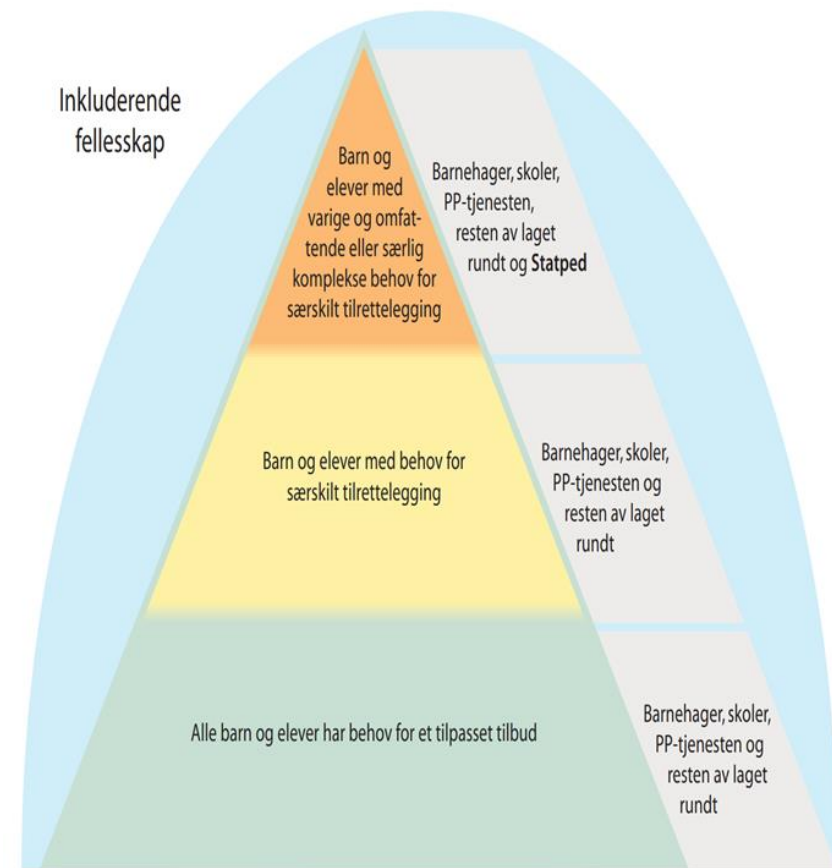 Inkluderende
fellesskap
Barn og
elever med
varige og omfat-
tende eller særlig
komplekse behov for
særskilt tilrettelegging
Barnehager, skoler,
PP-tjenesten,
resten av laget
rundt og Statped
Barn og elever med behov for
særskilt tilrettelegging
Barnehager, skoler,
PP-tjenesten og
resten av laget
rundt
Alle barn og elever har behov for et tilpasset tilbud
Barnehager, skoler,
PP-tjenesten og
resten av laget
rundt